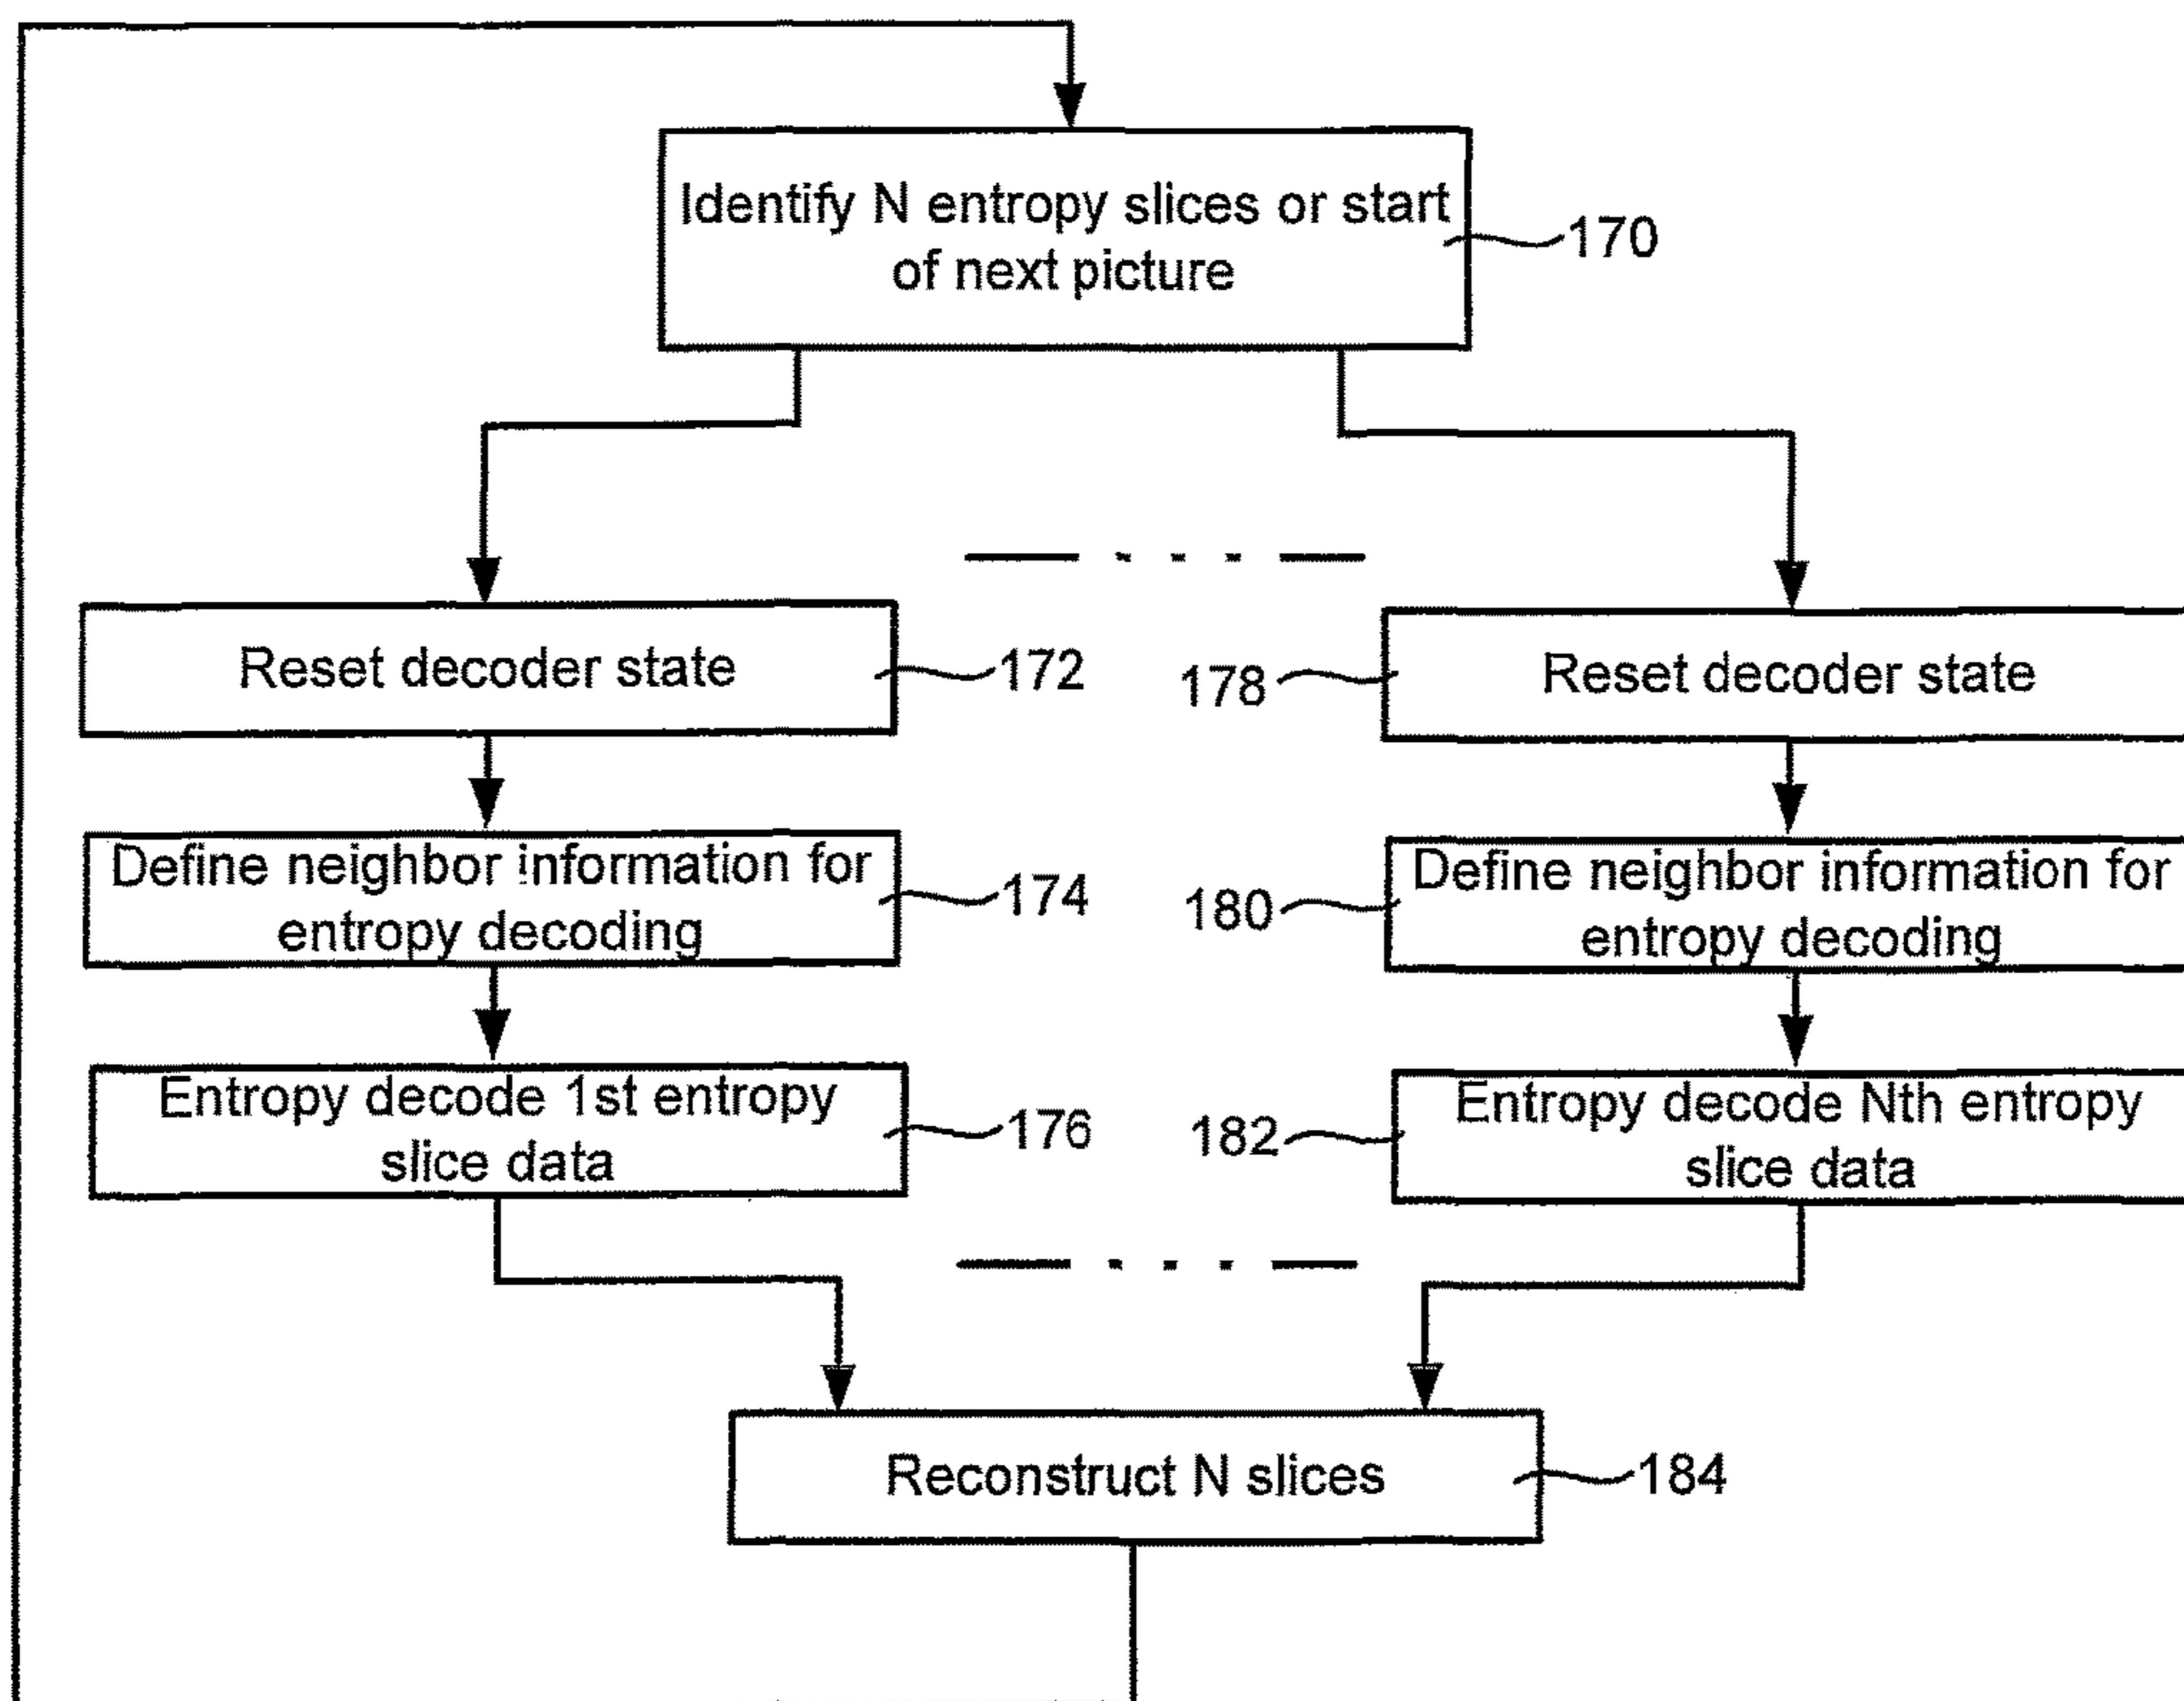 Identify N entropy slices or start
of next picture
170
Reset decoder state
172
178
Reset decoder state
Define neighbor information for
entropy decoding
174
180
Define neighbor information for
entropy decoding
Entropy decode 1st entropy
slice data
176
182
Entropy decode Nth entropy
slice data
Reconstruct N slices
184